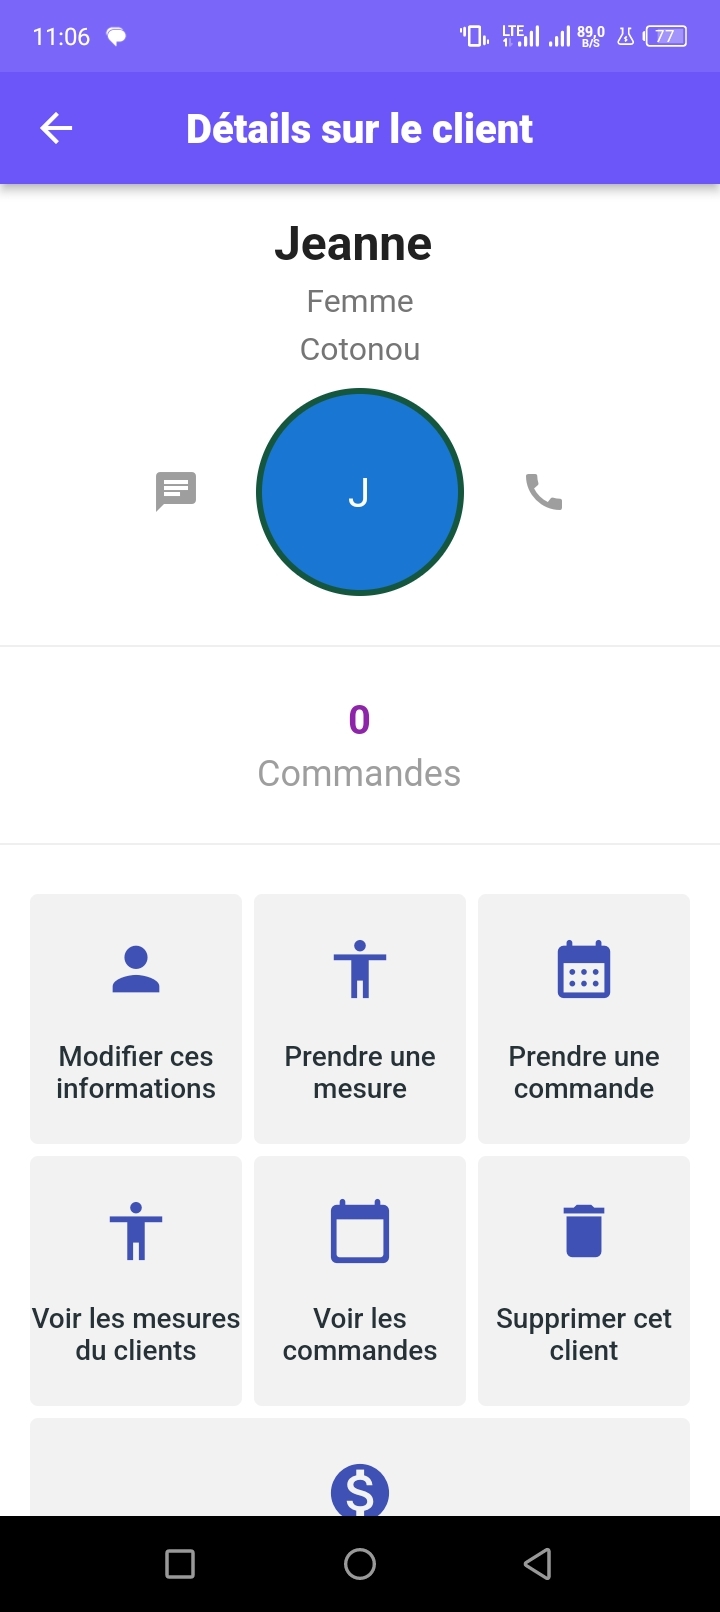 11:06 LTE 89,0 B/S 77
Détails sur le client
Jeanne
Femme
Cotonou
J
0
Commandes
Modifier ces
informations
Prendre une
mesure
Prendre une
commande
Voir les mesures
du clients
Voir les
commandes
Supprimer cet
client
$